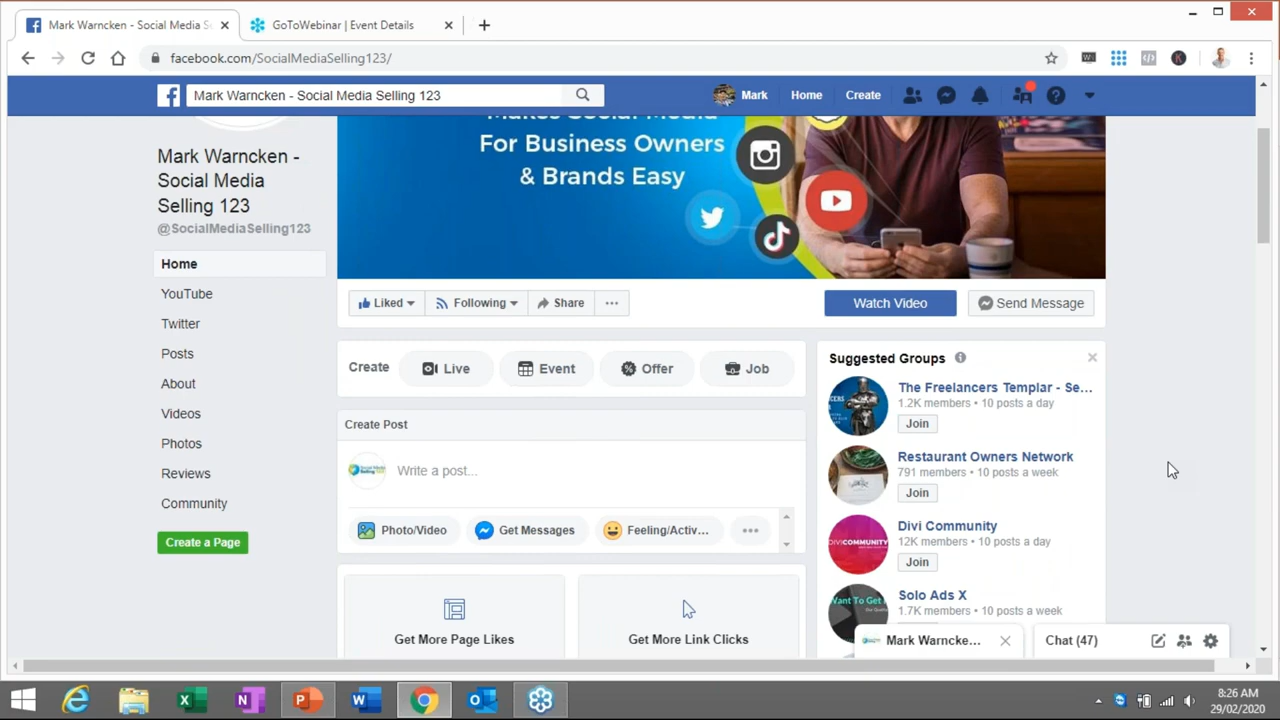 Mark Warncken - Social Media S
GoToWebinar | Event Details
facebook.com/SocialMediaSelling123/
Mark Warncken - Social Media Selling 123
Mark
Home
Create
Makes Social Media
For Business Owners
& Brands Easy
Mark Warncken -
Social Media
Selling 123
@SocialMediaSelling123
Home
YouTube
Twitter
Posts
About
Videos
Photos
Reviews
Community
Create a Page
Liked
Following
Share
Watch Video
Send Message
Create
Live
Event
Offer
Job
Create Post
Write a post...
Photo/Video
Get Messages
Feeling/Activ...
Get More Page Likes
Get More Link Clicks
Suggested Groups
The Freelancers Templar - Se...
1.2K members • 10 posts a day
Join
Restaurant Owners Network
791 members • 10 posts a week
Join
Divi Community
12K members • 10 posts a day
Join
Solo Ads X
1.7K members • 10 posts a week
Mark Warncke...
Chat (47)
8:26 AM
29/02/2020